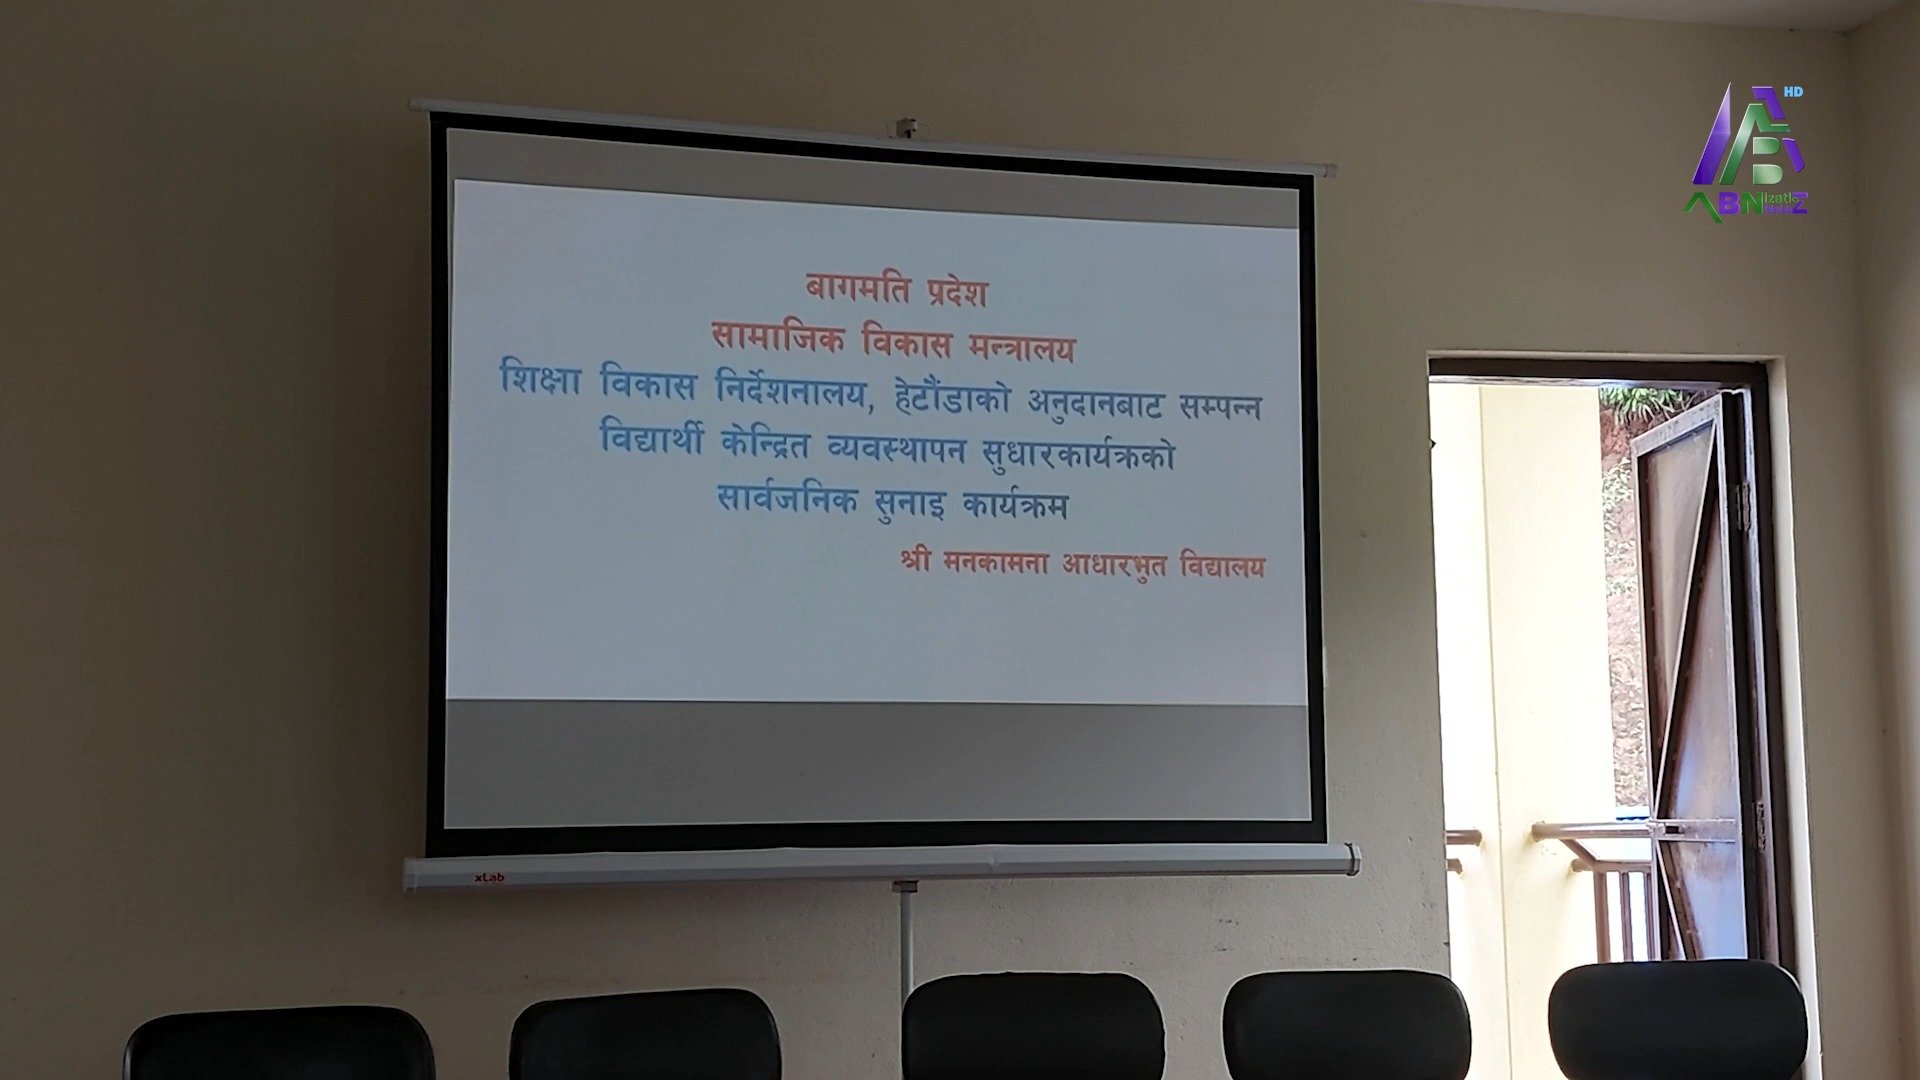 बागमति प्रदेश
सामाजिक विकास मन्त्रालय
शिक्षा विकास निर्देशनालय, हेटौंडाको अनुदानबाट सम्पन्न
विद्यार्थी केन्द्रित व्यवस्थापन सुधारकार्यक्रको
सार्वजनिक सुनाइ कार्यक्रम
श्री मनकामना आधारभुत विद्यालय
xLab
HD